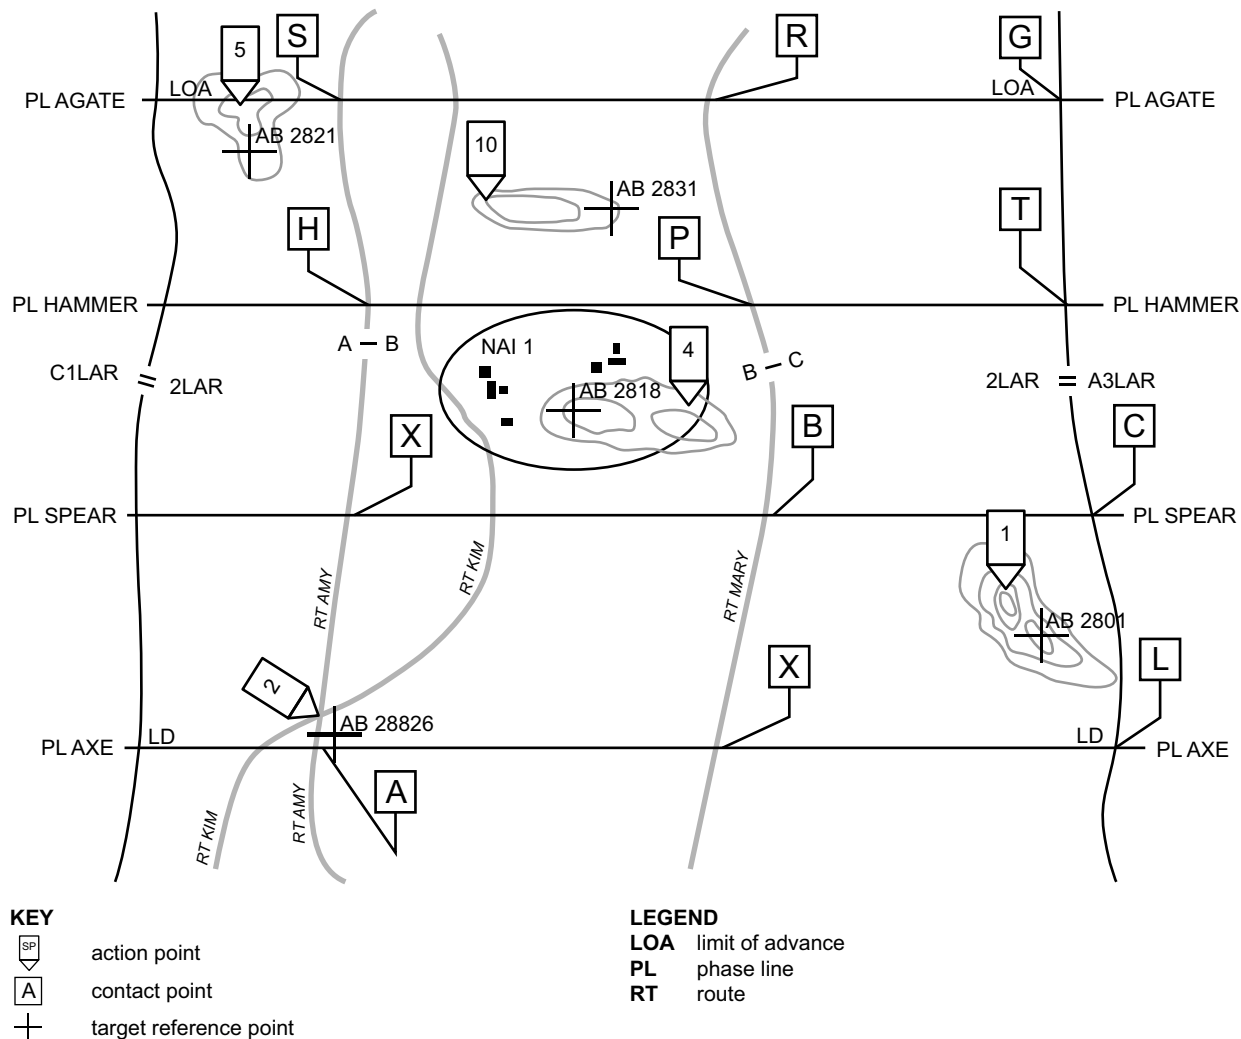 S
R
G
5
LOA
LOA
PL AGATE
PL AGATE
AB 2821
10
AB 2831
H
P
T
PL HAMMER
PL HAMMER
A B
NAI 1
4
B C
C1LAR
2LAR
2LAR
A3LAR
AB 2818
X
B
C
PL SPEAR
PL SPEAR
1
RT AMY
RT KIM
RT MARY
AB 2801
X
L
2
AB 28826
PL AXE
LD
LD
PL AXE
A
RT KIM
RT AMY
KEY
SP
action point
A
contact point
target reference point
LEGEND
LOA limit of advance
PL phase line
RT route